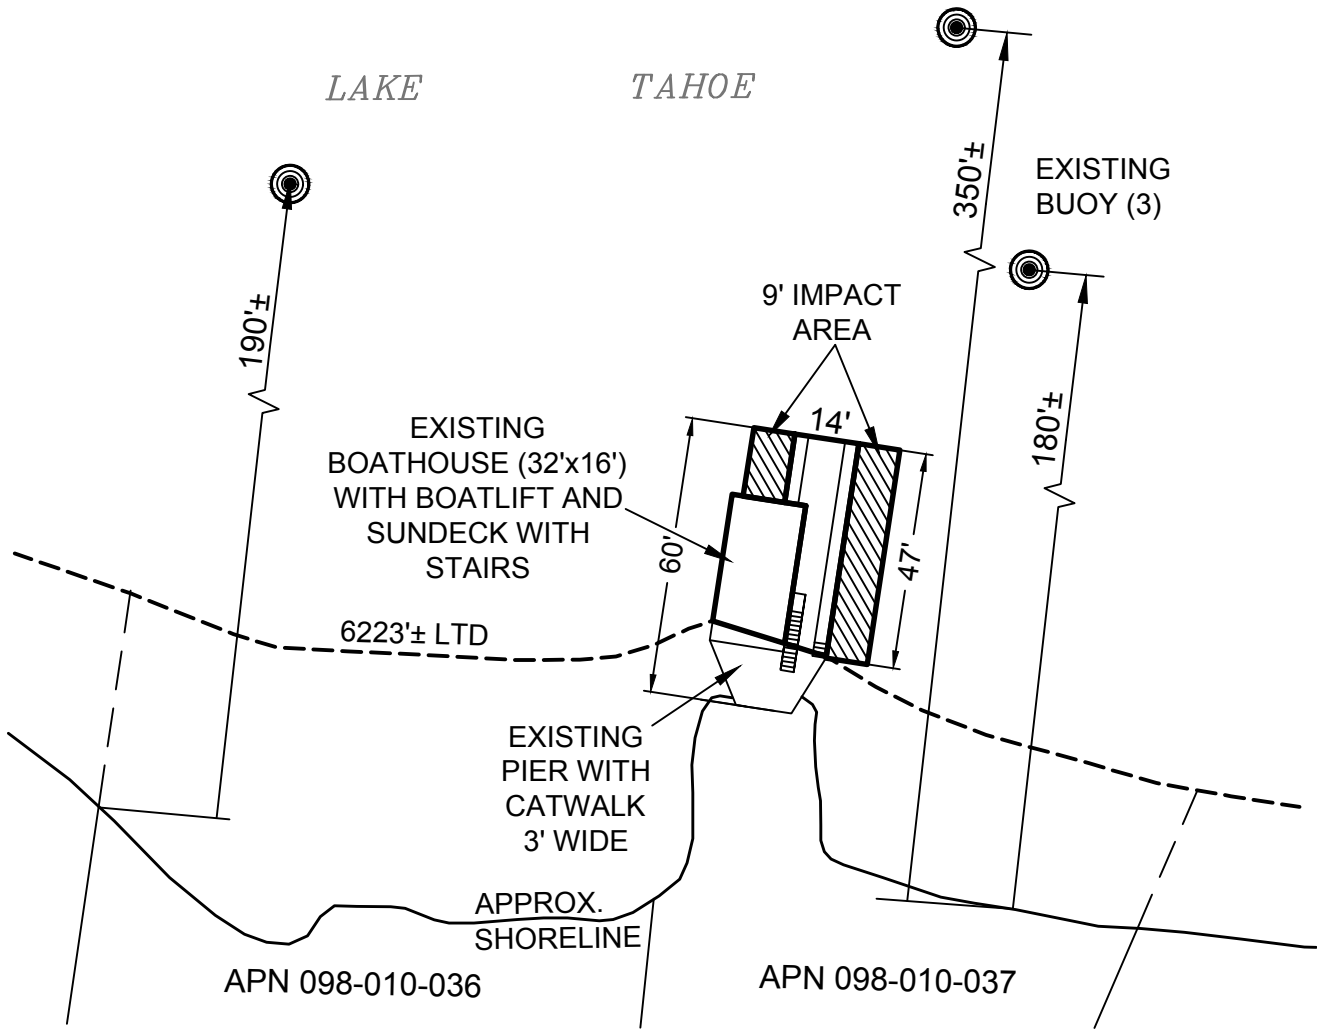 LAKE TAHOE
350'±
EXISTING
BUOY (3)
190'±
9' IMPACT
AREA
180'±
14'
EXISTING
BOATHOUSE (32'x16')
WITH BOATLIFT AND
SUNDECK WITH
STAIRS
60'
47'
6223'± LTD
EXISTING
PIER WITH
CATWALK
3' WIDE
APPROX.
SHORELINE
APN 098-010-036
APN 098-010-037